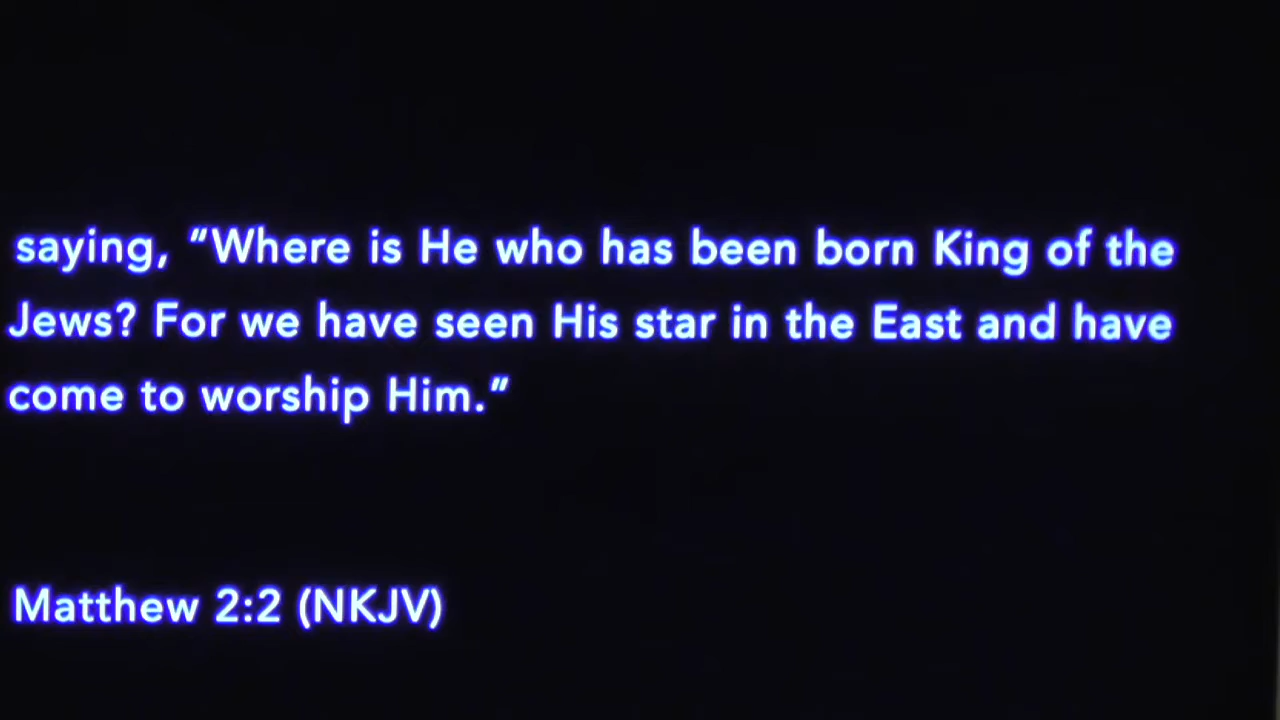 saying, “Where is He who has been born King of the
Jews? For we have seen His star in the East and have
come to worship Him.”
Matthew 2:2 (NKJV)